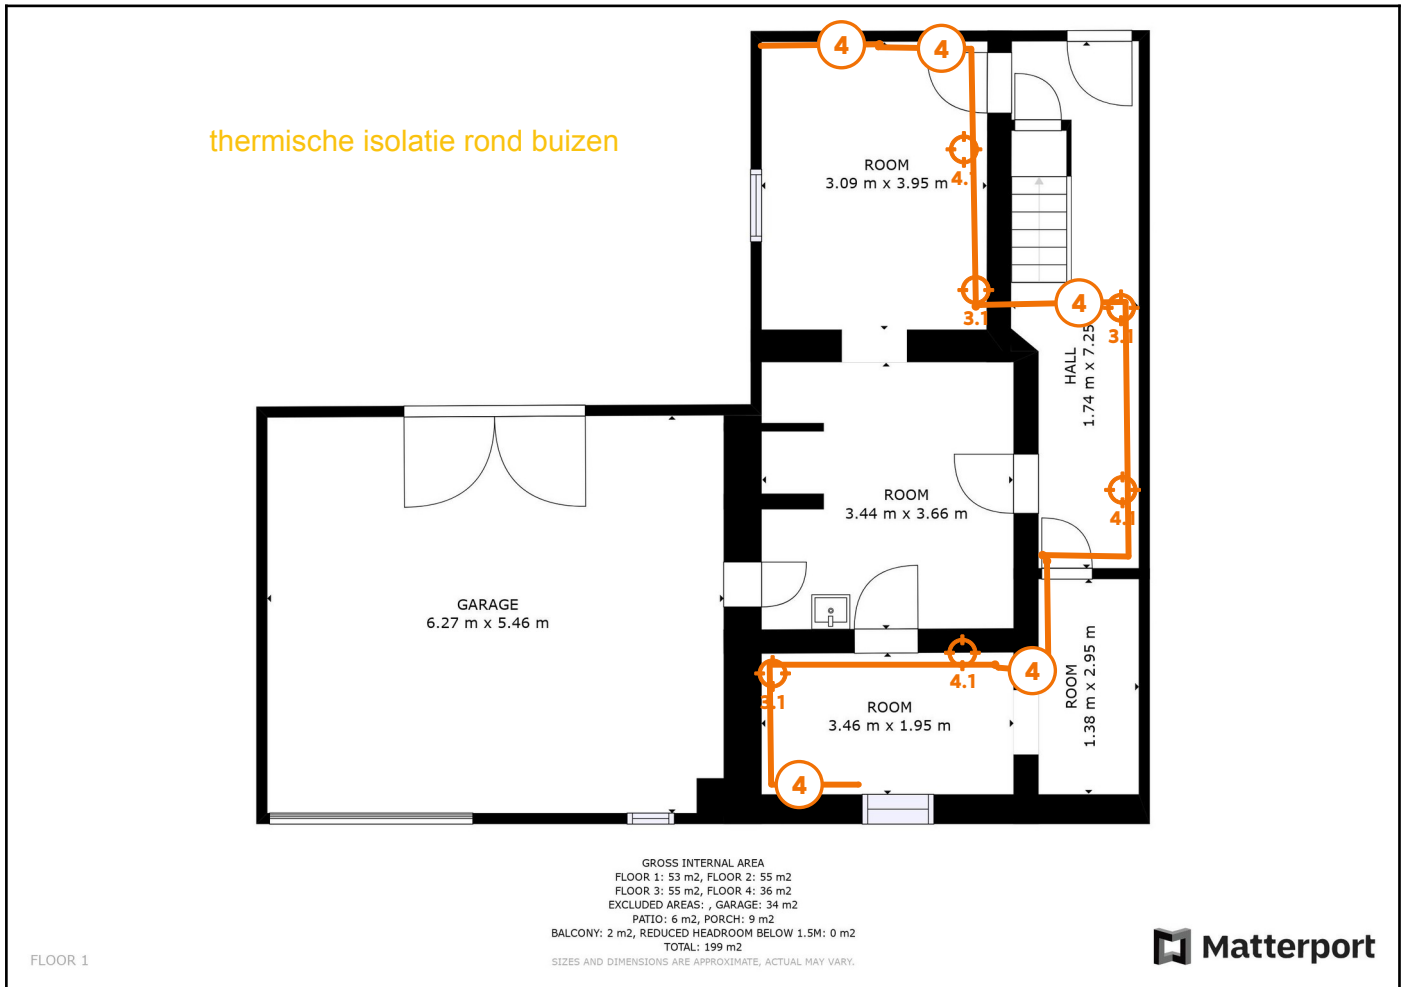 4
4
thermische isolatie rond buizen
ROOM
3.09 m x 3.95 m
4.1
3.1
4
3.1
HALL
1.74 m x 7.25
ROOM
3.44 m x 3.66 m
4.1
GARAGE
6.27 m x 5.46 m
4.1
4
3.1
ROOM
3.46 m x 1.95 m
ROOM
1.38 m x 2.95 m
4
GROSS INTERNAL AREA
FLOOR 1: 53 m2, FLOOR 2: 55 m2
FLOOR 3: 55 m2, FLOOR 4: 36 m2
EXCLUDED AREAS: , GARAGE: 34 m2
PATIO: 6 m2, PORCH: 9 m2
BALCONY: 2 m2, REDUCED HEADROOM BELOW 1.5M: 0 m2
TOTAL: 199 m2
SIZES AND DIMENSIONS ARE APPROXIMATE, ACTUAL MAY VARY.
FLOOR 1
Matterport